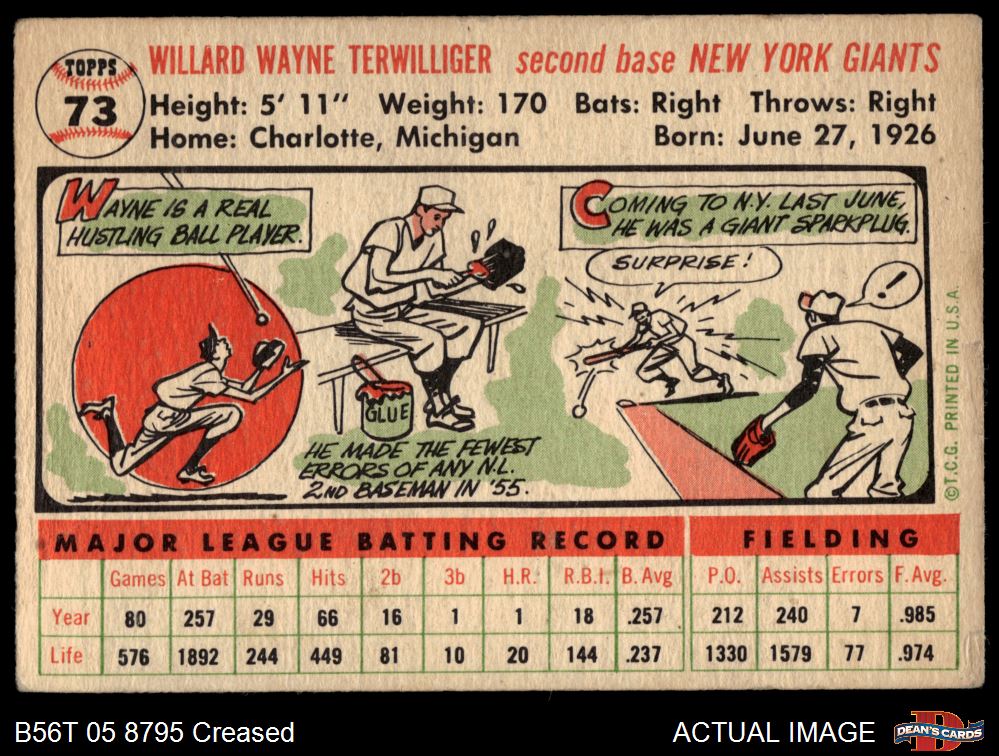 TOPPS
73
WILLARD WAYNE TERWILLIGER second base NEW YORK GIANTS
Height: 5' 11" Weight: 170 Bats: Right Throws: Right
Home: Charlotte, Michigan Born: June 27, 1926
WAYNE IS A REAL
HUSTLING BALL PLAYER.
GLUE
HE MADE THE FEWEST
ERRORS OF ANY N.L.
2ND BASEMAN IN '55.
COMING TO N.Y. LAST JUNE,
HE WAS A GIANT SPARKPLUG.
SURPRISE!
!
©T.C.G. PRINTED IN U.S.A.
MAJOR LEAGUE BATTING RECORD FIELDING
Games At Bat Runs Hits 2b 3b H.R. R.B.I. B. Avg P.O. Assists Errors F. Avg.
Year 80 257 29 66 16 1 1 18 .257 212 240 7 .985
Life 576 1892 244 449 81 10 20 144 .237 1330 1579 77 .974
B56T 05 8795 Creased ACTUAL IMAGE
DEAN'S CARDS